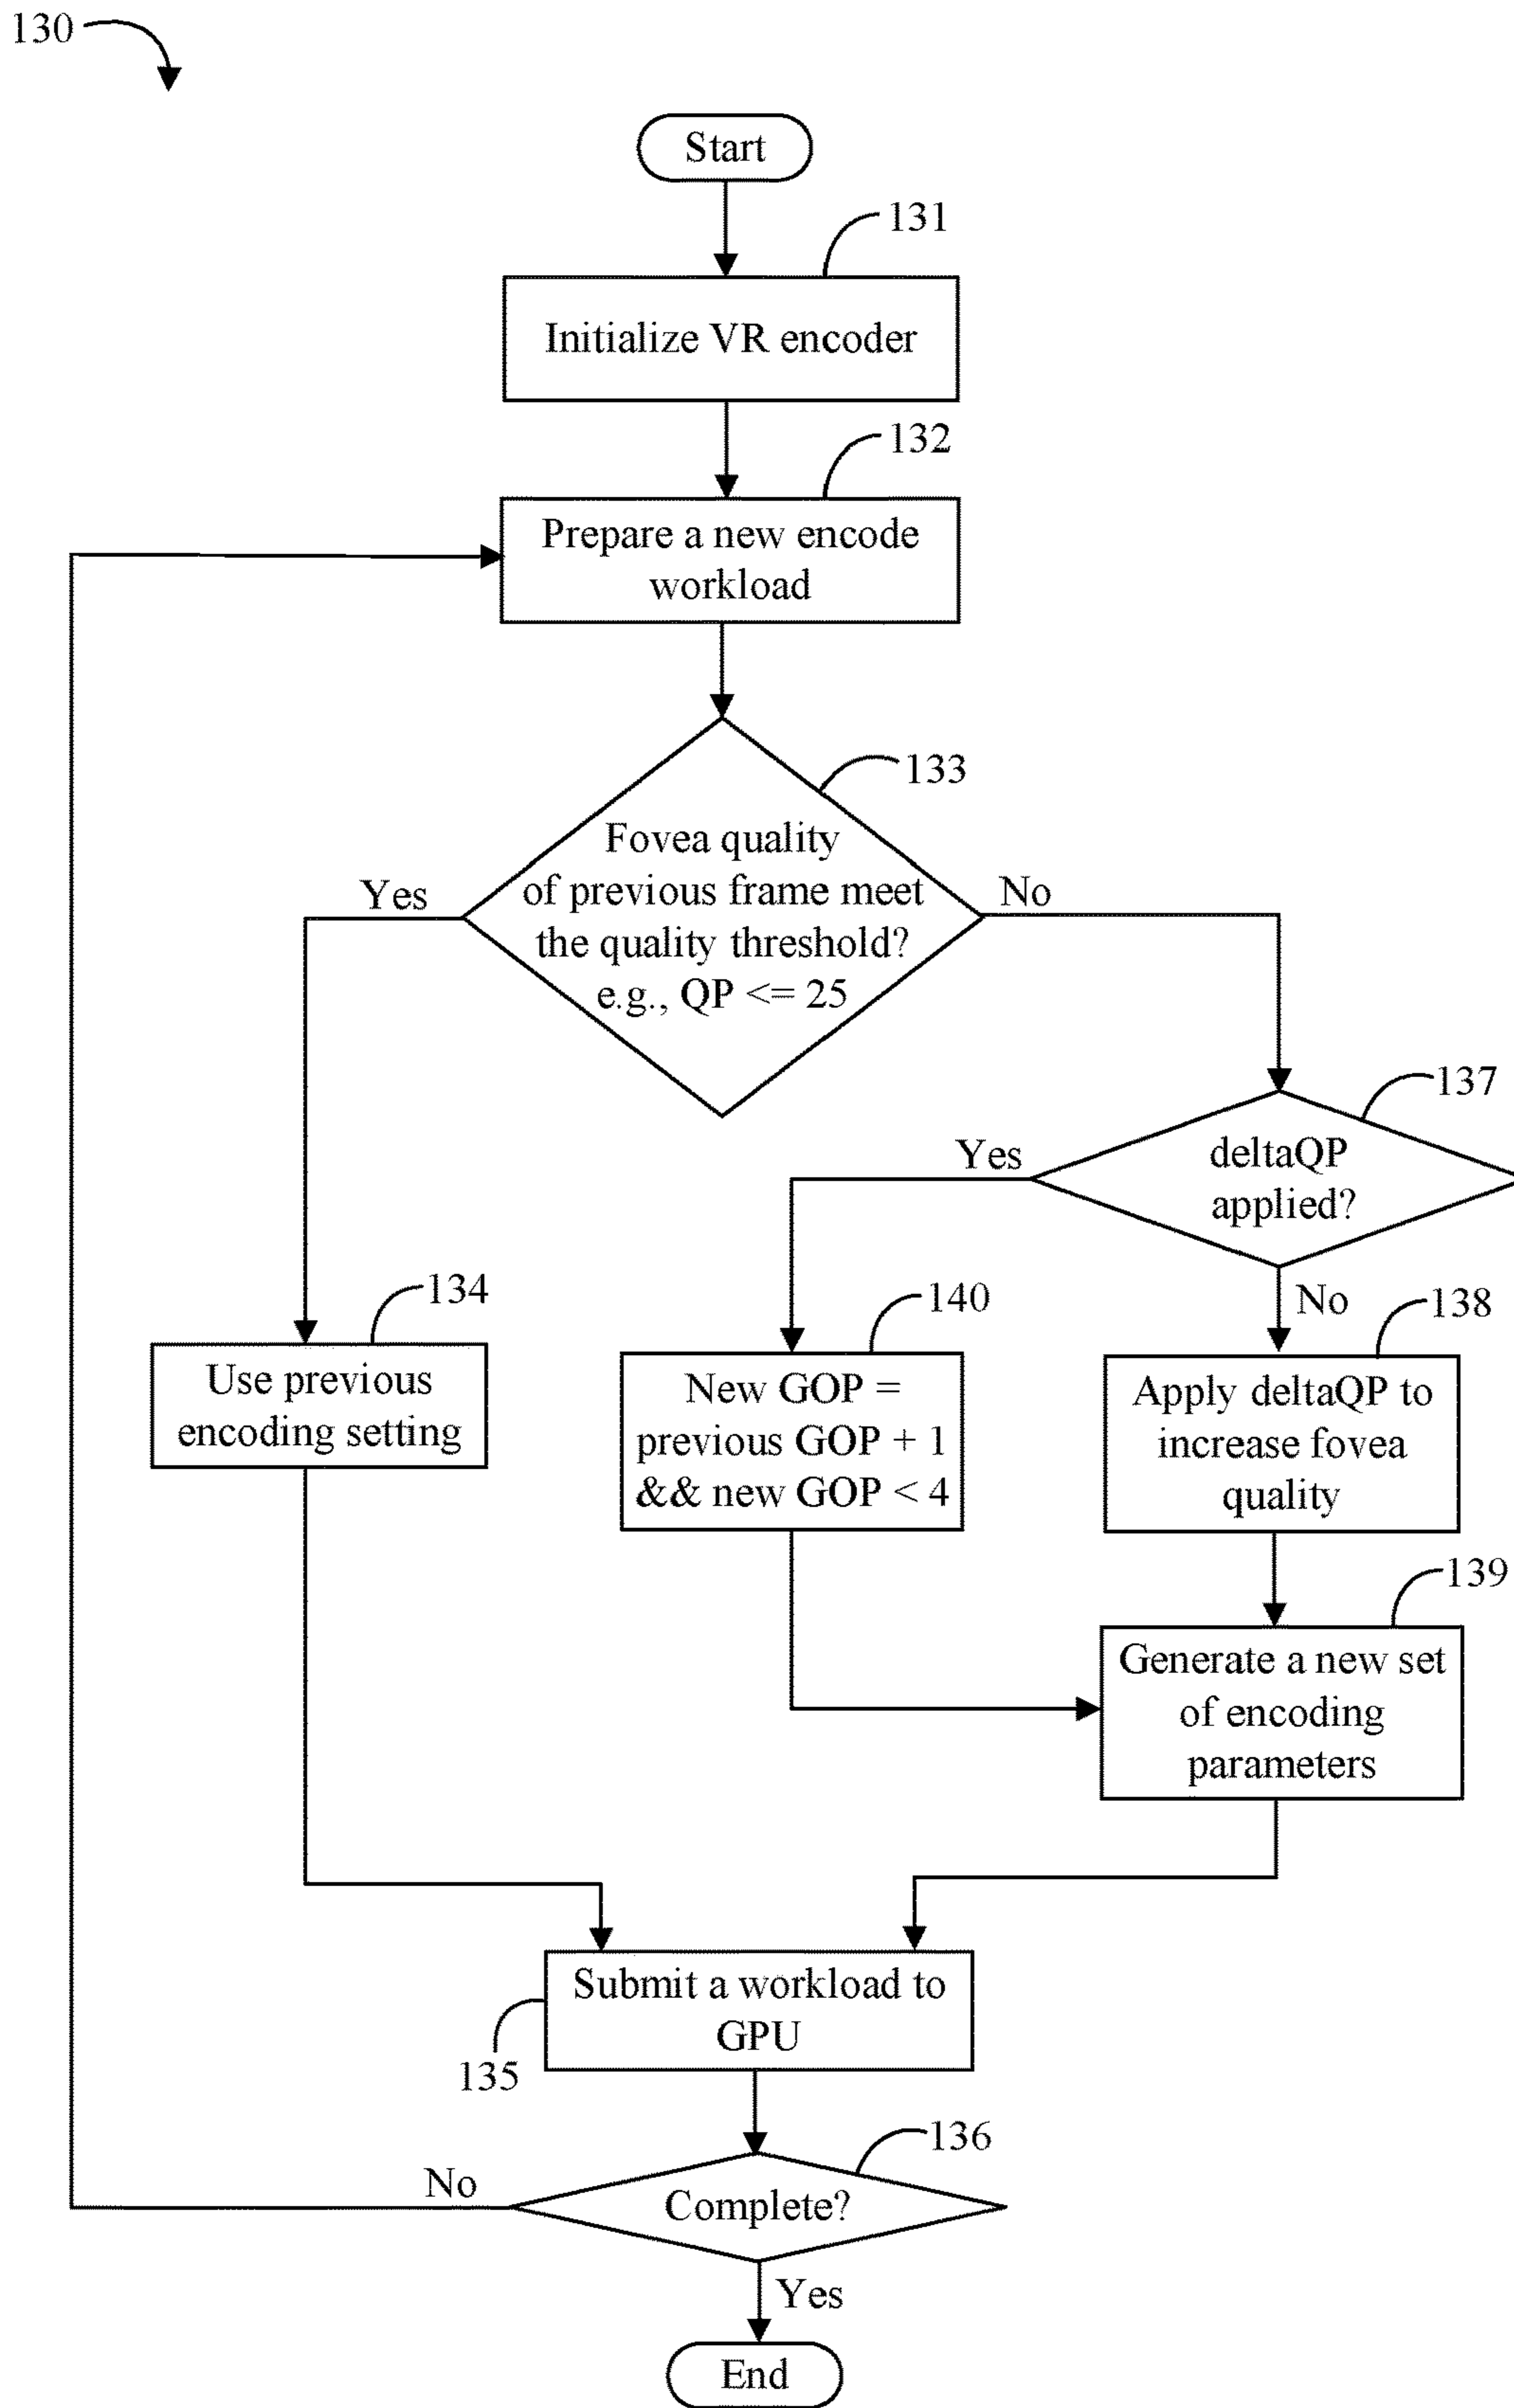 130
Start
131
Initialize VR encoder
132
Prepare a new encode
workload
133
Fovea quality
of previous frame meet
the quality threshold?
e.g., QP <= 25
Yes
No
137
deltaQP
applied?
Yes
No
134
Use previous
encoding setting
140
New GOP =
previous GOP + 1
&& new GOP < 4
138
Apply deltaQP to
increase fovea
quality
139
Generate a new set
of encoding
parameters
Submit a workload to
GPU
135
136
Complete?
No
Yes
End